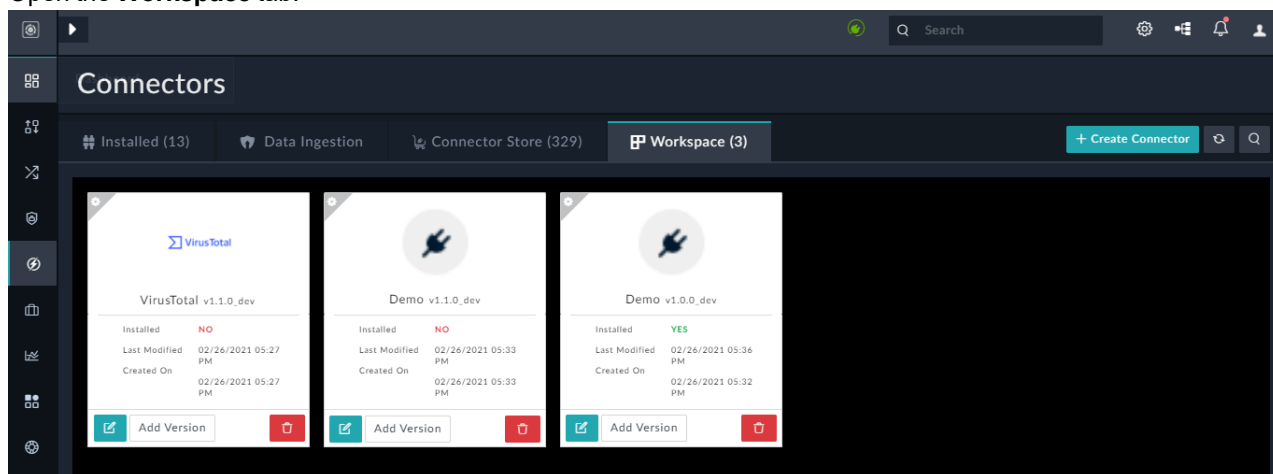 Open the Workspace tab.
Search
Connectors
Installed (13)
Data Ingestion
Connector Store (329)
Workspace (3)
+ Create Connector
VirusTotal
VirusTotal v1.1.0_dev
Installed NO
Last Modified 02/26/2021 05:27
PM
Created On
02/26/2021 05:27
PM
Add Version
Demo v1.1.0_dev
Installed NO
Last Modified 02/26/2021 05:33
PM
Created On
02/26/2021 05:33
PM
Add Version
Demo v1.0.0_dev
Installed YES
Last Modified 02/26/2021 05:36
PM
Created On
02/26/2021 05:32
PM
Add Version